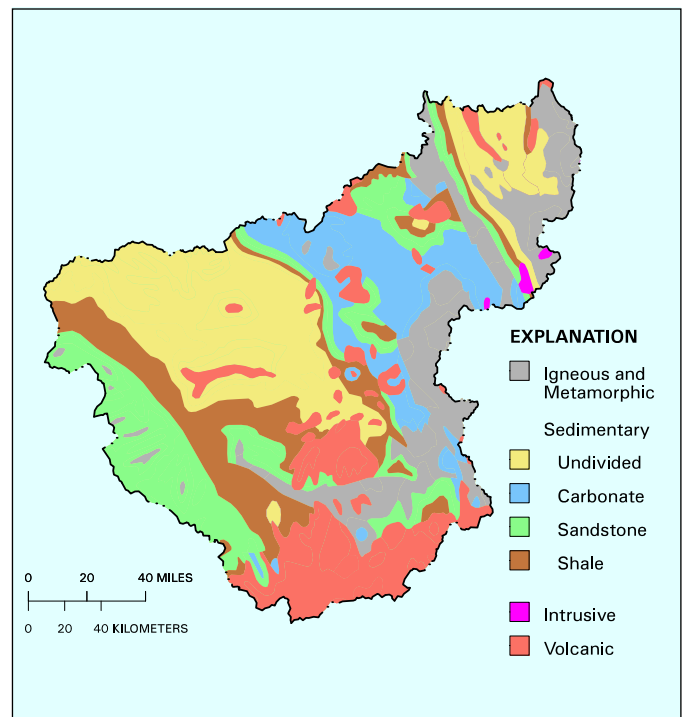 EXPLANATION
Igneous and
Metamorphic
Sedimentary
Undivided
Carbonate
Sandstone
Shale
Intrusive
Volcanic
0 20 40 MILES
0 20 40 KILOMETERS